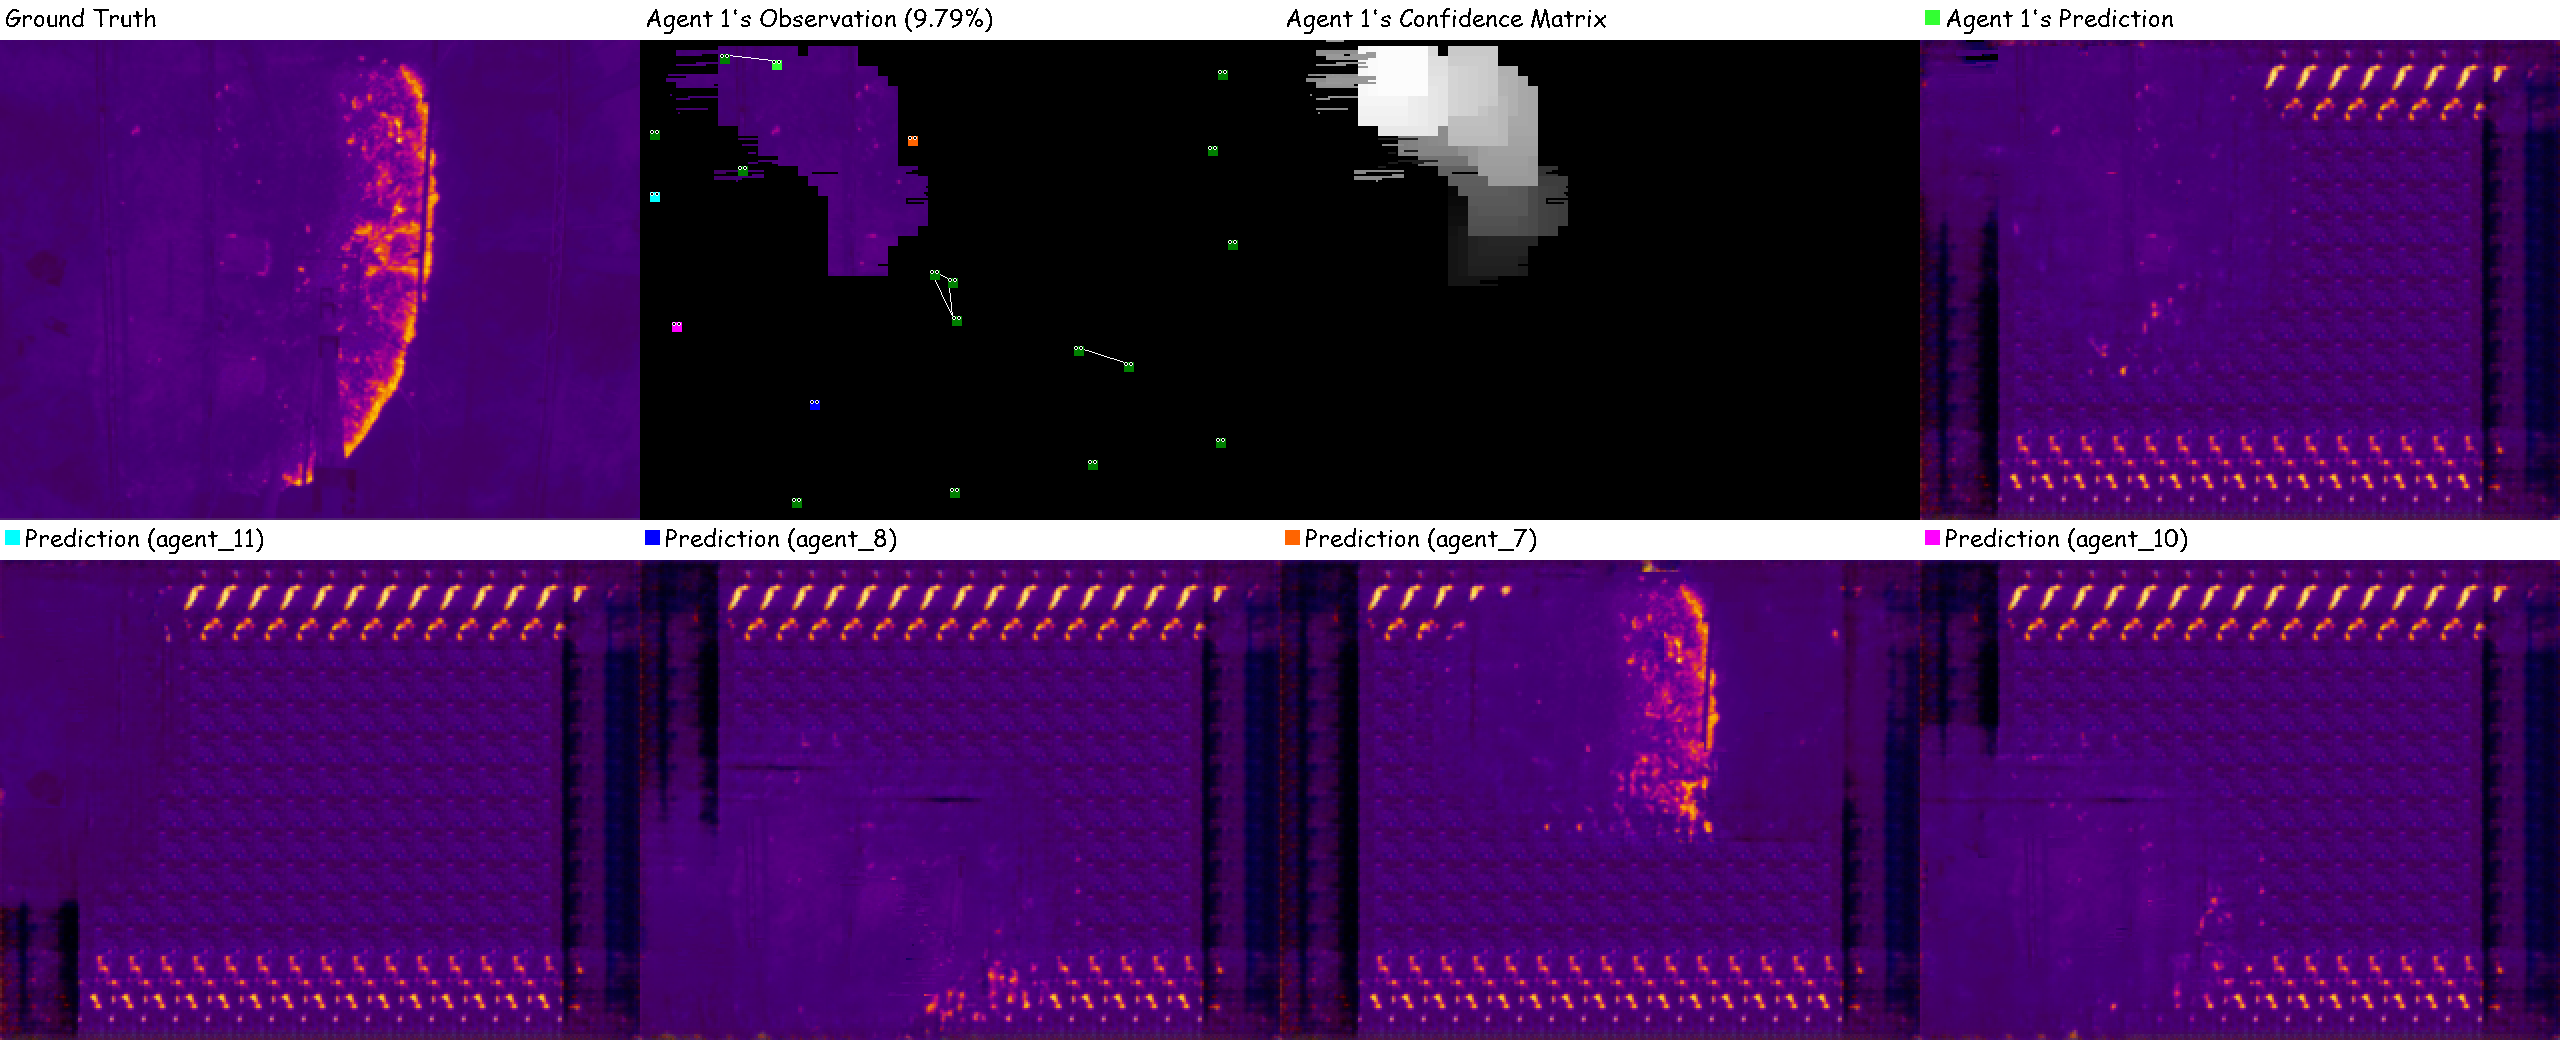 Ground Truth
Agent 1's Observation (9.79%)
Agent 1's Confidence Matrix
Agent 1's Prediction
Prediction (agent_11)
Prediction (agent_8)
Prediction (agent_7)
Prediction (agent_10)